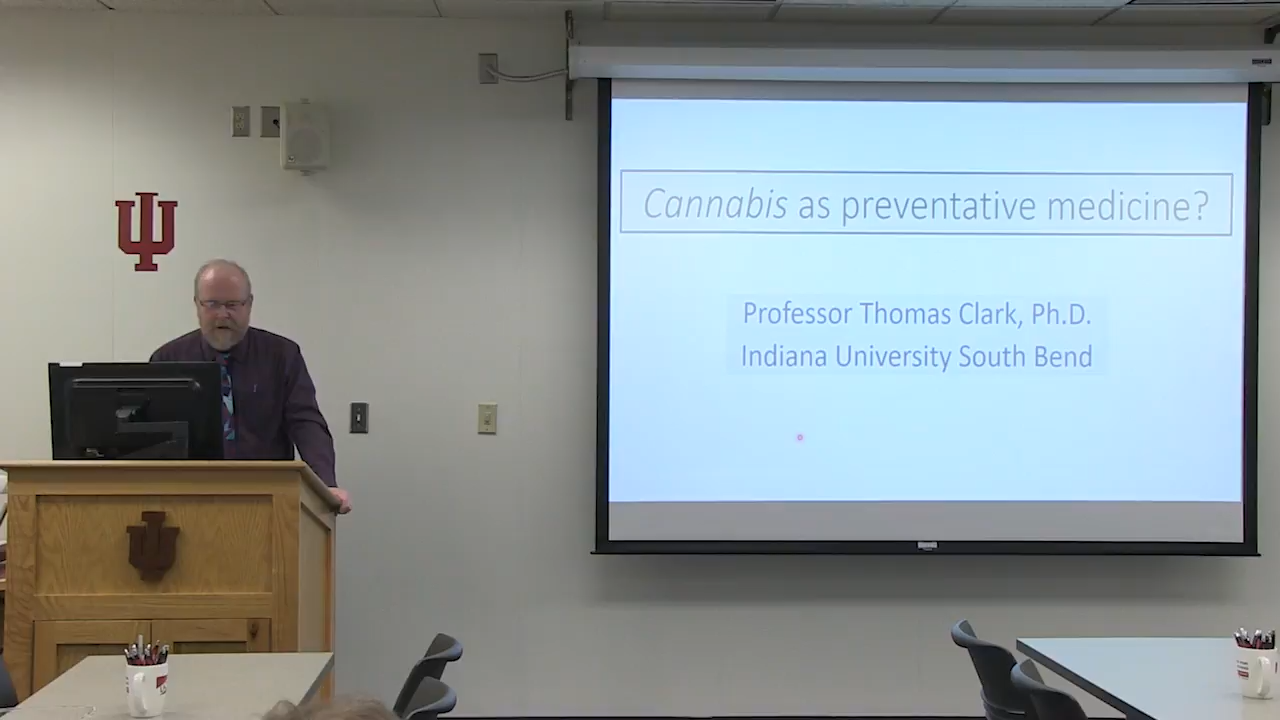 Cannabis as preventative medicine?
Professor Thomas Clark, Ph.D.
Indiana University South Bend